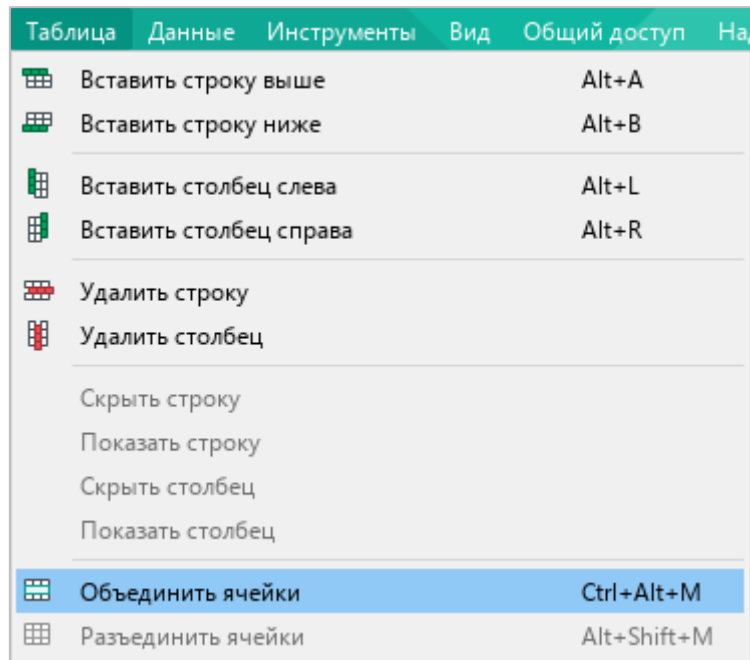 Таблица Данные Инструменты Вид Общий доступ
Вставить строку выше Alt+A
Вставить строку ниже Alt+B
Вставить столбец слева Alt+L
Вставить столбец справа Alt+R
Удалить строку
Удалить столбец
Скрыть строку
Показать строку
Скрыть столбец
Показать столбец
Объединить ячейки Ctrl+Alt+M
Разъединить ячейки Alt+Shift+M